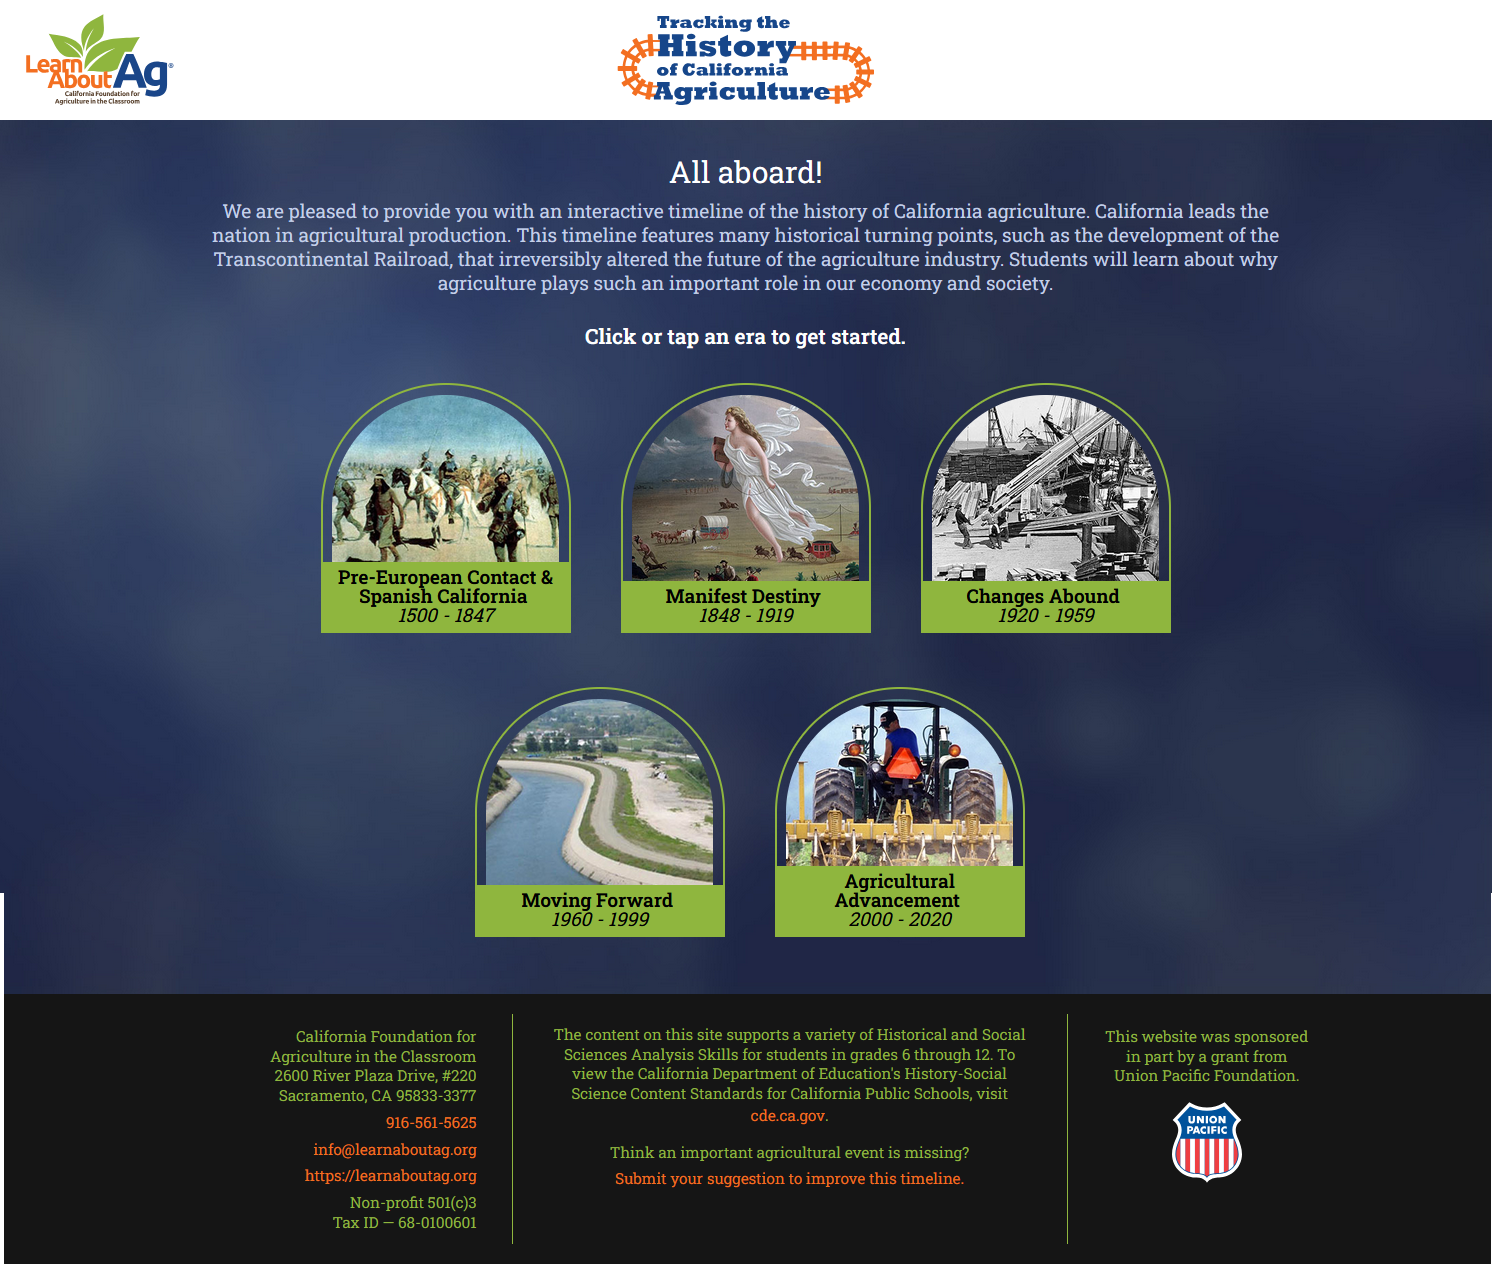 Learn
About Ag®
California Foundation for
Agriculture in the Classroom
Tracking the
History
of California
Agriculture
All aboard!
We are pleased to provide you with an interactive timeline of the history of California agriculture. California leads the
nation in agricultural production. This timeline features many historical turning points, such as the development of the
Transcontinental Railroad, that irreversibly altered the future of the agriculture industry. Students will learn about why
agriculture plays such an important role in our economy and society.
Click or tap an era to get started.
Pre-European Contact &
Spanish California
1500 - 1847
Manifest Destiny
1848 - 1919
Changes Abound
1920 - 1959
Moving Forward
1960 - 1999
Agricultural
Advancement
2000 - 2020
California Foundation for
Agriculture in the Classroom
2600 River Plaza Drive, #220
Sacramento, CA 95833-3377
916-561-5625
info@learnaboutag.org
https://learnaboutag.org
Non-profit 501(c)3
Tax ID — 68-0100601
The content on this site supports a variety of Historical and Social
Sciences Analysis Skills for students in grades 6 through 12. To
view the California Department of Education's History-Social
Science Content Standards for California Public Schools, visit
cde.ca.gov.
Think an important agricultural event is missing?
Submit your suggestion to improve this timeline.
This website was sponsored
in part by a grant from
Union Pacific Foundation.
UNION
PACIFIC